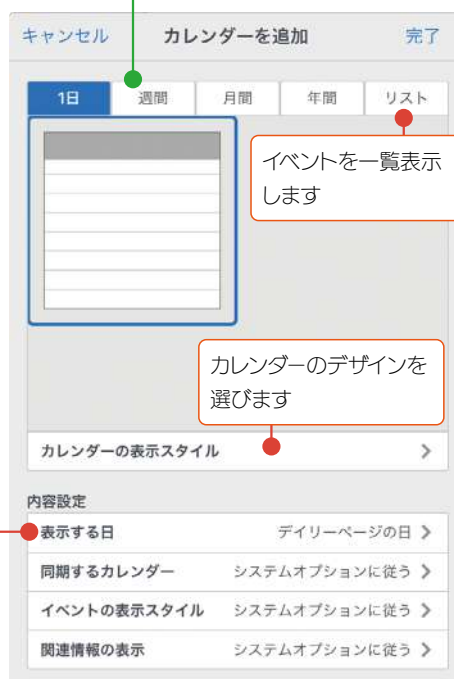 キャンセル カレンダーを追加 完了
1日 週間 月間 年間 リスト
イベントを一覧表示
します
カレンダーのデザインを
選びます
カレンダーの表示スタイル
内容設定
表示する日 デイリーページの日
同期するカレンダー システムオプションに従う
イベントの表示スタイル システムオプションに従う
関連情報の表示 システムオプションに従う